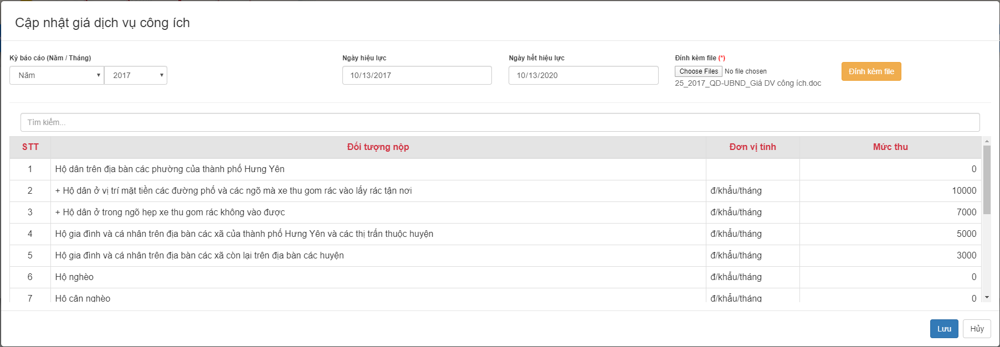 Cập nhật giá dịch vụ công ích
Kỳ báo cáo (Năm / Tháng)
Ngày hiệu lực
Ngày hết hiệu lực
Đính kèm file (*)
Năm 2017
10/13/2017
10/13/2020
Choose Files No file chosen
25_2017_QD-UBND_Giá DV công ích.doc
Đính kèm file
Tìm kiếm...
STT Đối tượng nộp Đơn vị tính Mức thu
1 Hộ dân trên địa bàn các phường của thành phố Hưng Yên 0
2 + Hộ dân ở vị trí mặt tiền các đường phố và các ngõ mà xe thu gom rác vào lấy rác tận nơi đ/khẩu/tháng 10000
3 + Hộ dân ở trong ngõ hẹp xe thu gom rác không vào được đ/khẩu/tháng 7000
4 Hộ gia đình và cá nhân trên địa bàn các xã của thành phố Hưng Yên và các thị trấn thuộc huyện đ/khẩu/tháng 5000
5 Hộ gia đình và cá nhân trên địa bàn các xã còn lại trên địa bàn các huyện đ/khẩu/tháng 3000
6 Hộ nghèo đ/khẩu/tháng 0
7 Hộ cận nghèo đ/khẩu/tháng 0
Lưu Hủy